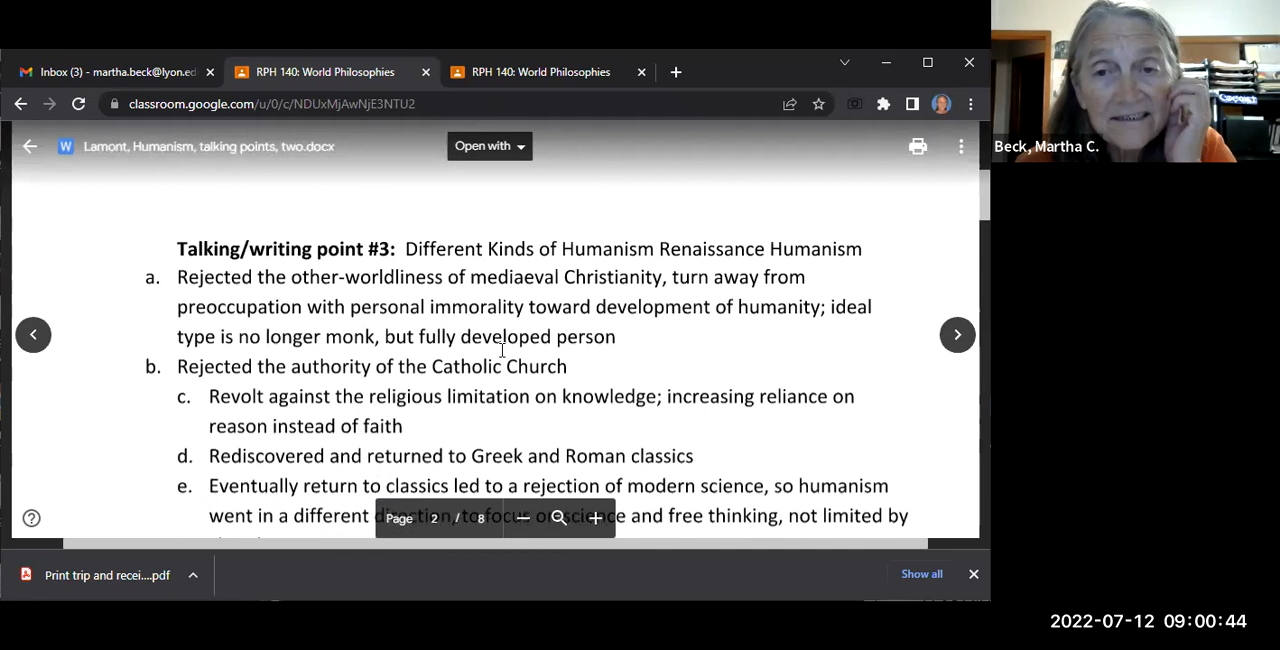 Inbox (3) - martha.beck@lyon.ed
RPH 140: World Philosophies
RPH 140: World Philosophies
classroom.google.com/u/0/c/NDUxMjAwNjE3NTU2
Beck, Martha C.
Lamont, Humanism, talking points, two.docx
Open with
Talking/writing point #3: Different Kinds of Humanism Renaissance Humanism
a. Rejected the other-worldliness of mediaeval Christianity, turn away from
preoccupation with personal immorality toward development of humanity; ideal
type is no longer monk, but fully developed person
b. Rejected the authority of the Catholic Church
c. Revolt against the religious limitation on knowledge; increasing reliance on
reason instead of faith
d. Rediscovered and returned to Greek and Roman classics
e. Eventually return to classics led to a rejection of modern science, so humanism
went in a different direction, to focus on science and free thinking, not limited by
Page 2 / 8
Print trip and recei....pdf
Show all
2022-07-12 09:00:44